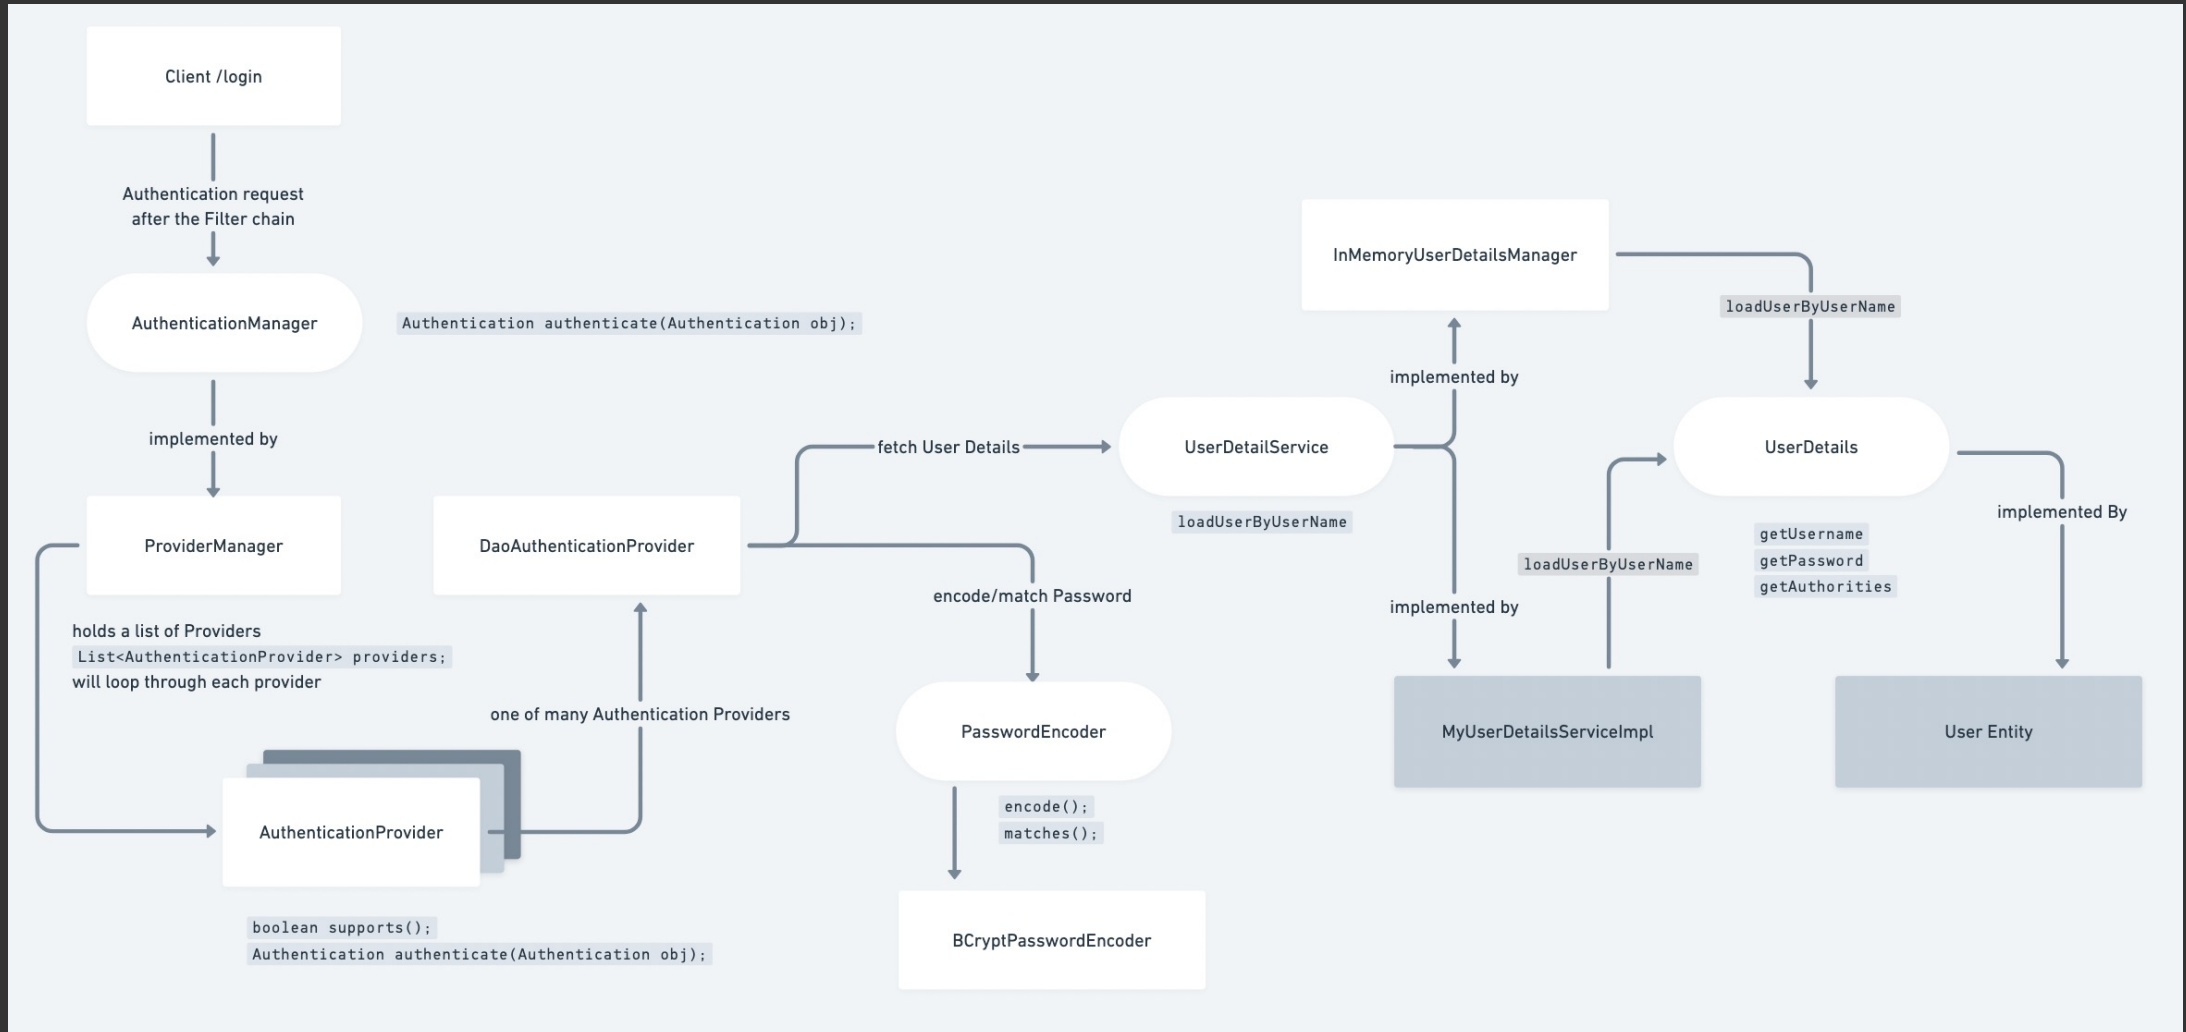 Client /login
Authentication request
after the Filter chain
AuthenticationManager
Authentication authenticate(Authentication obj);
implemented by
ProviderManager
holds a list of Providers
List<AuthenticationProvider> providers;
will loop through each provider
AuthenticationProvider
boolean supports();
Authentication authenticate(Authentication obj);
one of many Authentication Providers
DaoAuthenticationProvider
fetch User Details
encode/match Password
PasswordEncoder
encode();
matches();
BCryptPasswordEncoder
UserDetailService
loadUserByUserName
implemented by
InMemoryUserDetailsManager
loadUserByUserName
implemented by
MyUserDetailsServiceImpl
loadUserByUserName
UserDetails
getUsername
getPassword
getAuthorities
implemented By
User Entity